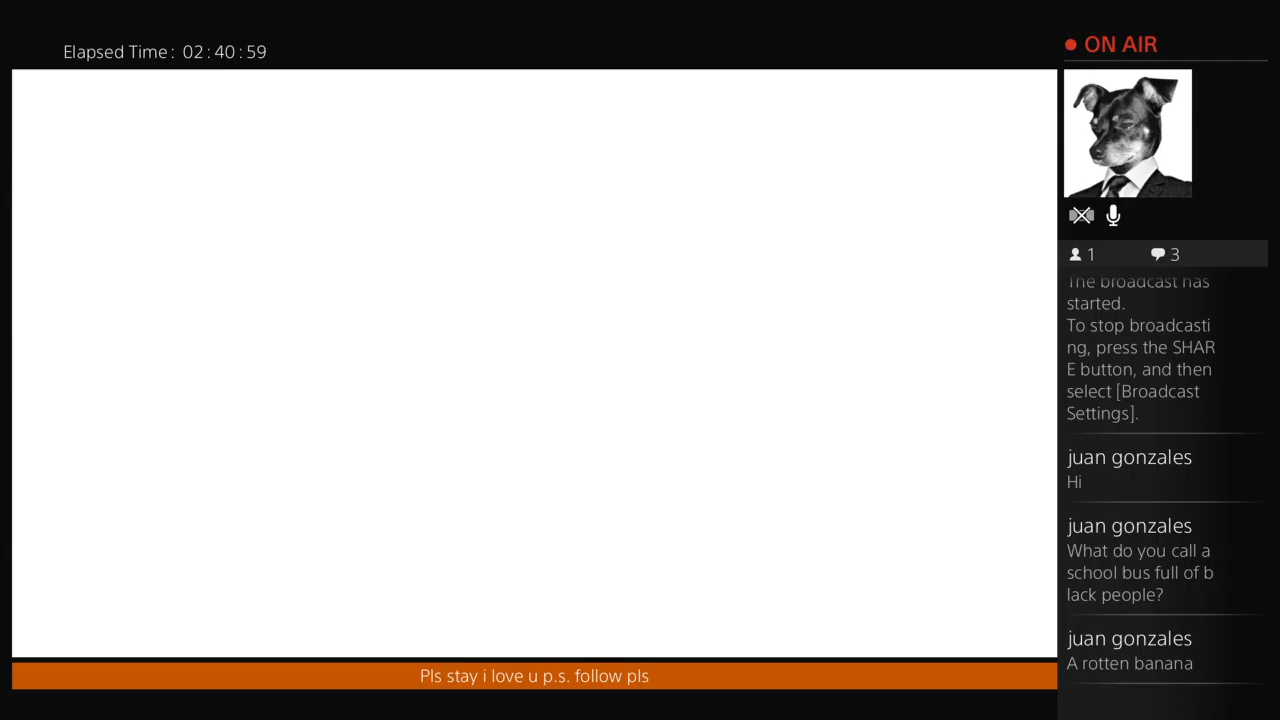 Elapsed Time: 02:40:59
ON AIR
1 3
The broadcast has
started.
To stop broadcasti
ng, press the SHAR
E button, and then
select [Broadcast
Settings].
juan gonzales
Hi
juan gonzales
What do you call a
school bus full of b
lack people?
juan gonzales
A rotten banana
Pls stay i love u p.s. follow pls